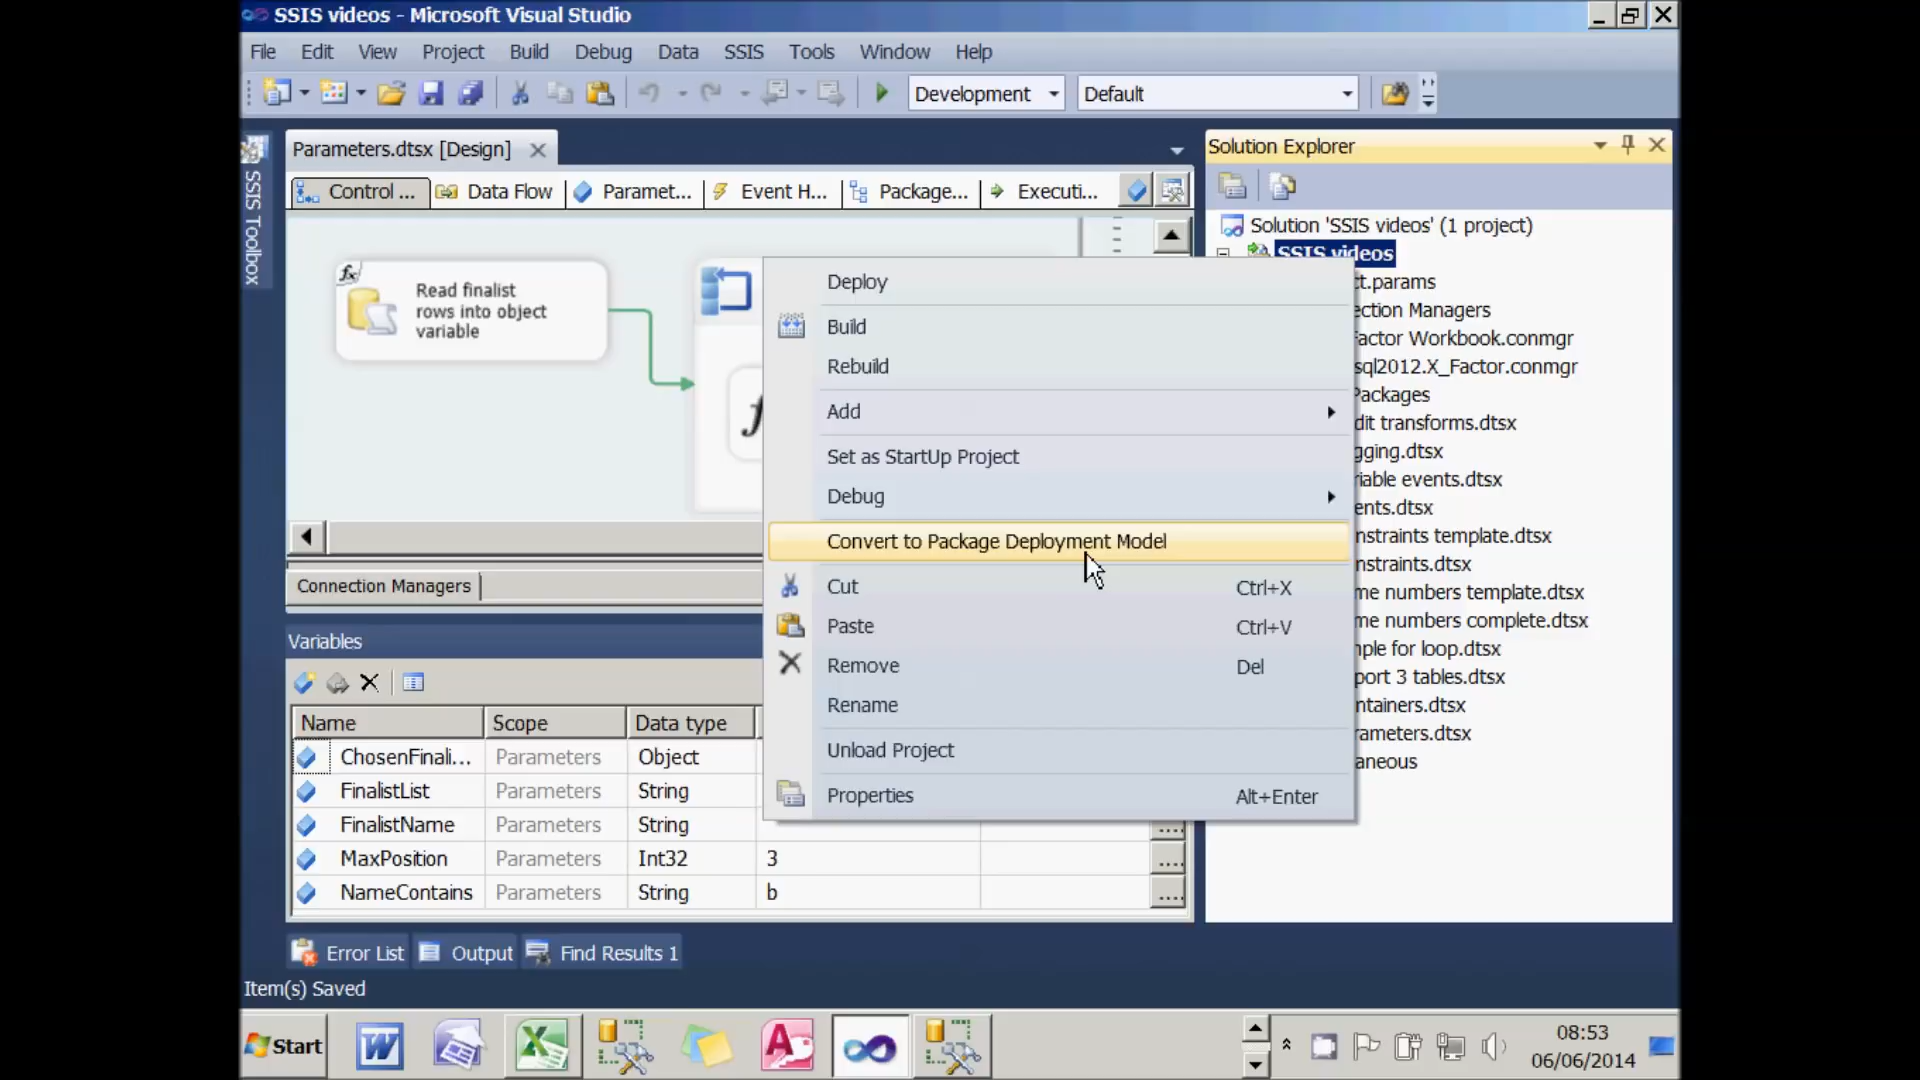 SSIS videos - Microsoft Visual Studio
File Edit View Project Build Debug Data SSIS Tools Window Help
Development Default
SSIS Toolbox
Parameters.dtsx [Design]
Control ... Data Flow Paramet... Event H... Package... Executi...
Read finalist
rows into object
variable
Connection Managers
Variables
Name Scope Data type
ChosenFinali... Parameters Object
FinalistList Parameters String
FinalistName Parameters String
MaxPosition Parameters Int32 3
NameContains Parameters String b
Deploy
Build
Rebuild
Add
Set as StartUp Project
Debug
Convert to Package Deployment Model
Cut Ctrl+X
Paste Ctrl+V
Remove Del
Rename
Unload Project
Properties Alt+Enter
Solution Explorer
Solution 'SSIS videos' (1 project)
SSIS videos
ct.params
ection Managers
Factor Workbook.conmgr
sql2012.X_Factor.conmgr
Packages
dit transforms.dtsx
gging.dtsx
riable events.dtsx
ents.dtsx
nstraints template.dtsx
nstraints.dtsx
me numbers template.dtsx
me numbers complete.dtsx
mple for loop.dtsx
port 3 tables.dtsx
ntainers.dtsx
rameters.dtsx
aneous
Error List Output Find Results 1
Item(s) Saved
Start
08:53
06/06/2014